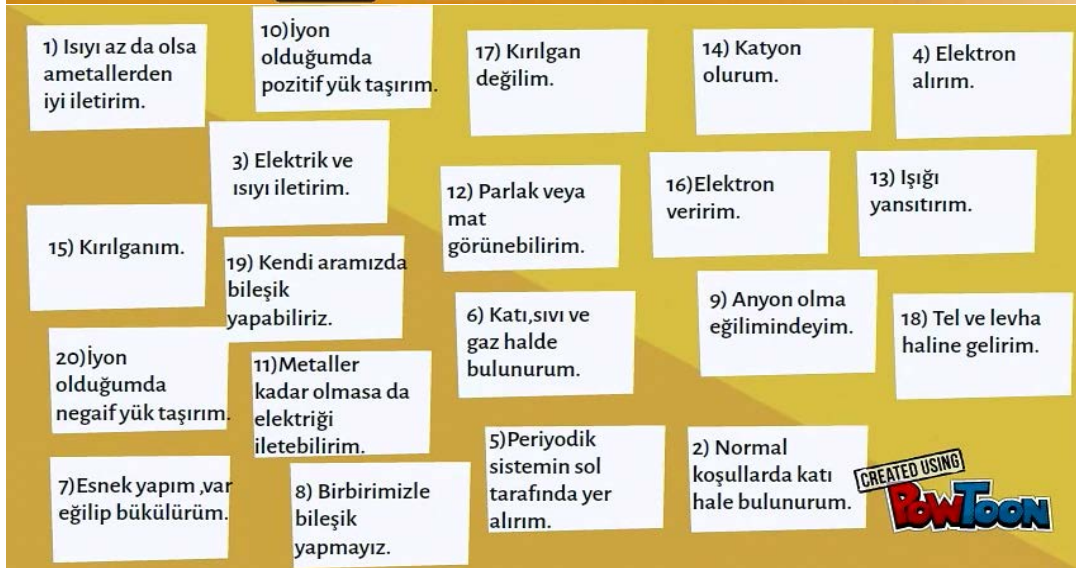 1) Isıyı az da olsa
ametallerden
iyi iletirim.
10)İyon
olduğumda
pozitif yük taşırım.
17) Kırılgan
değilim.
14) Katyon
olurum.
4) Elektron
alırım.
3) Elektrik ve
ısıyı iletirim.
12) Parlak veya
mat
görünebilirim.
16)Elektron
veririm.
13) Işığı
yansıtırım.
15) Kırılganım.
19) Kendi aramızda
bileşik
yapabiliriz.
6) Katı,sıvı ve
gaz halde
bulunurum.
9) Anyon olma
eğilimindeyim.
18) Tel ve levha
haline gelirim.
20)İyon
olduğumda
negaif yük taşırım.
11)Metaller
kadar olmasa da
elektriği
iletebilirim.
5)Periyodik
sistemin sol
tarafında yer
alırım.
2) Normal
koşullarda katı
hale bulunurum.
7)Esnek yapım ,var
eğilip bükülürüm.
8) Birbirimizle
bileşik
yapmayız.
CREATED USING
POWTOON